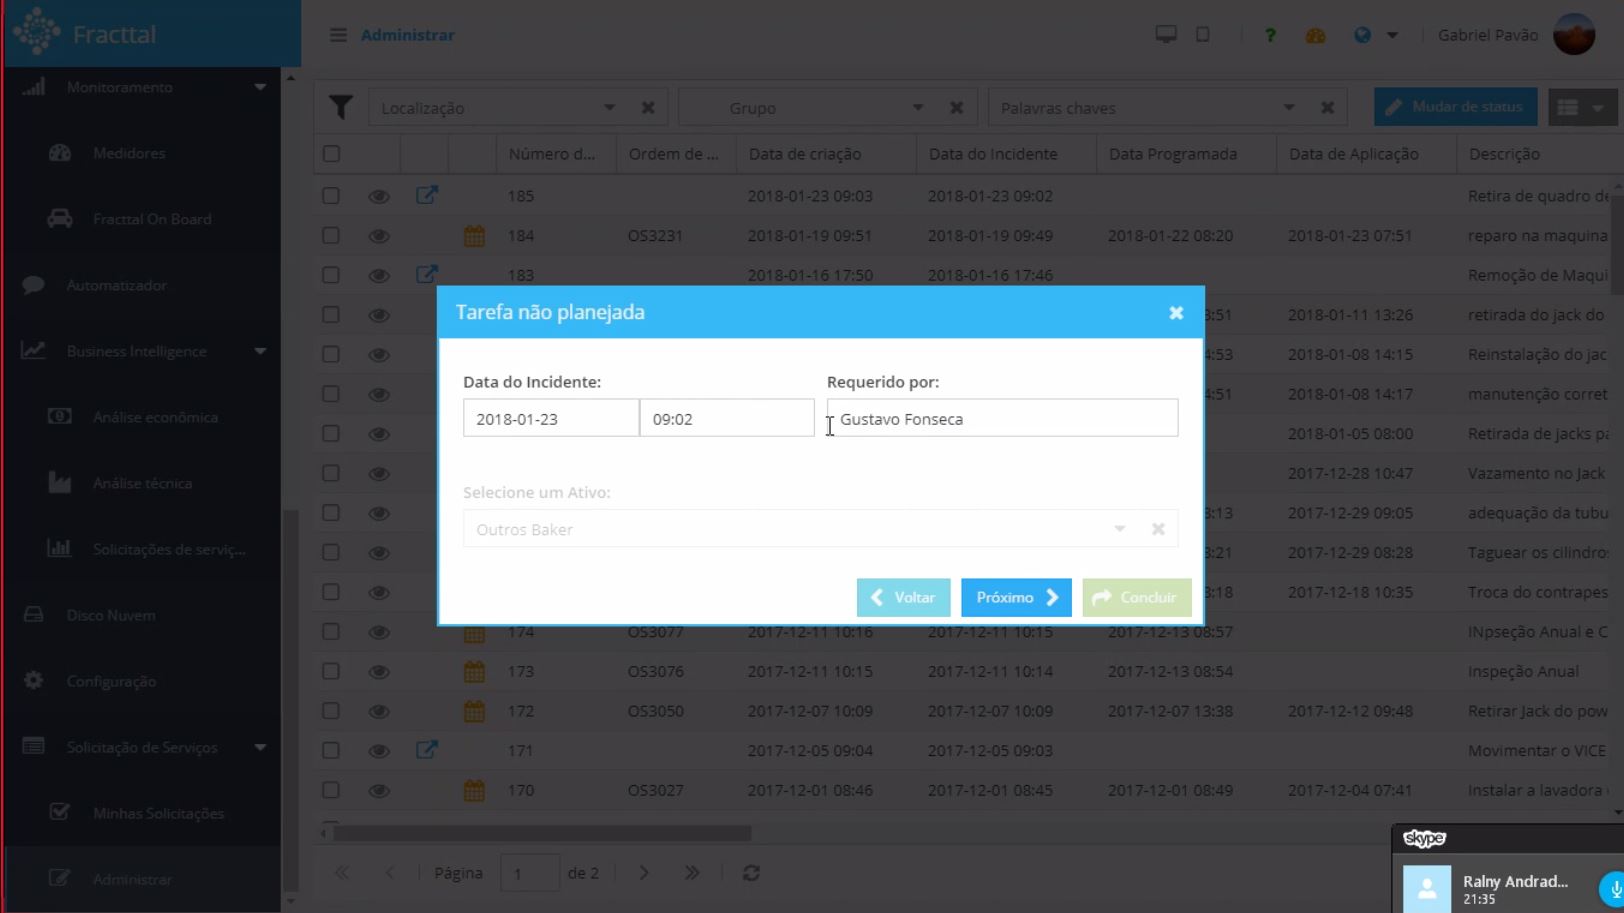 Fracttal
Administrar
?
Gabriel Pavão
Monitoramento
Medidores
Fracttal On Board
Automatizador
Business Intelligence
Análise econômica
Análise técnica
Solicitações de serviç...
Disco Nuvem
Configuração
Solicitação de Serviços
Minhas Solicitações
Administrar
Localização
Grupo
Palavras chaves
Mudar de status
Número d... Ordem de ... Data de criação Data do Incidente Data Programada Data de Aplicação Descrição
185 2018-01-23 09:03 2018-01-23 09:02 Retira de quadro de
184 OS3231 2018-01-19 09:51 2018-01-19 09:49 2018-01-22 08:20 2018-01-23 07:51 reparo na maquina
183 2018-01-16 17:50 2018-01-16 17:46 Remoção de Maqui
3:51 2018-01-11 13:26 retirada do jack do
4:53 2018-01-08 14:15 Reinstalação do jac
4:51 2018-01-08 14:17 manutenção corret
2018-01-05 08:00 Retirada de jacks pa
2017-12-28 10:47 Vazamento no Jack
8:13 2017-12-29 09:05 adequação da tubu
3:21 2017-12-29 08:28 Taguear os cilindros
3:18 2017-12-18 10:35 Troca do contrapes
174 OS3077 2017-12-11 10:16 2017-12-11 10:15 2017-12-13 08:57 INpseção Anual e C
173 OS3076 2017-12-11 10:15 2017-12-11 10:14 2017-12-13 08:54 Inspeção Anual
172 OS3050 2017-12-07 10:09 2017-12-07 10:09 2017-12-07 13:38 2017-12-12 09:48 Retirar Jack do pow
171 2017-12-05 09:04 2017-12-05 09:03 Movimentar o VICE
170 OS3027 2017-12-01 08:46 2017-12-01 08:45 2017-12-01 08:49 2017-12-04 07:41 Instalar a lavadora
Tarefa não planejada
Data do Incidente: Requerido por:
2018-01-23 09:02 Gustavo Fonseca
Selecione um Ativo:
Outros Baker
Voltar Próximo Concluir
Página 1 de 2
skype
Ralny Andrad...
21:35